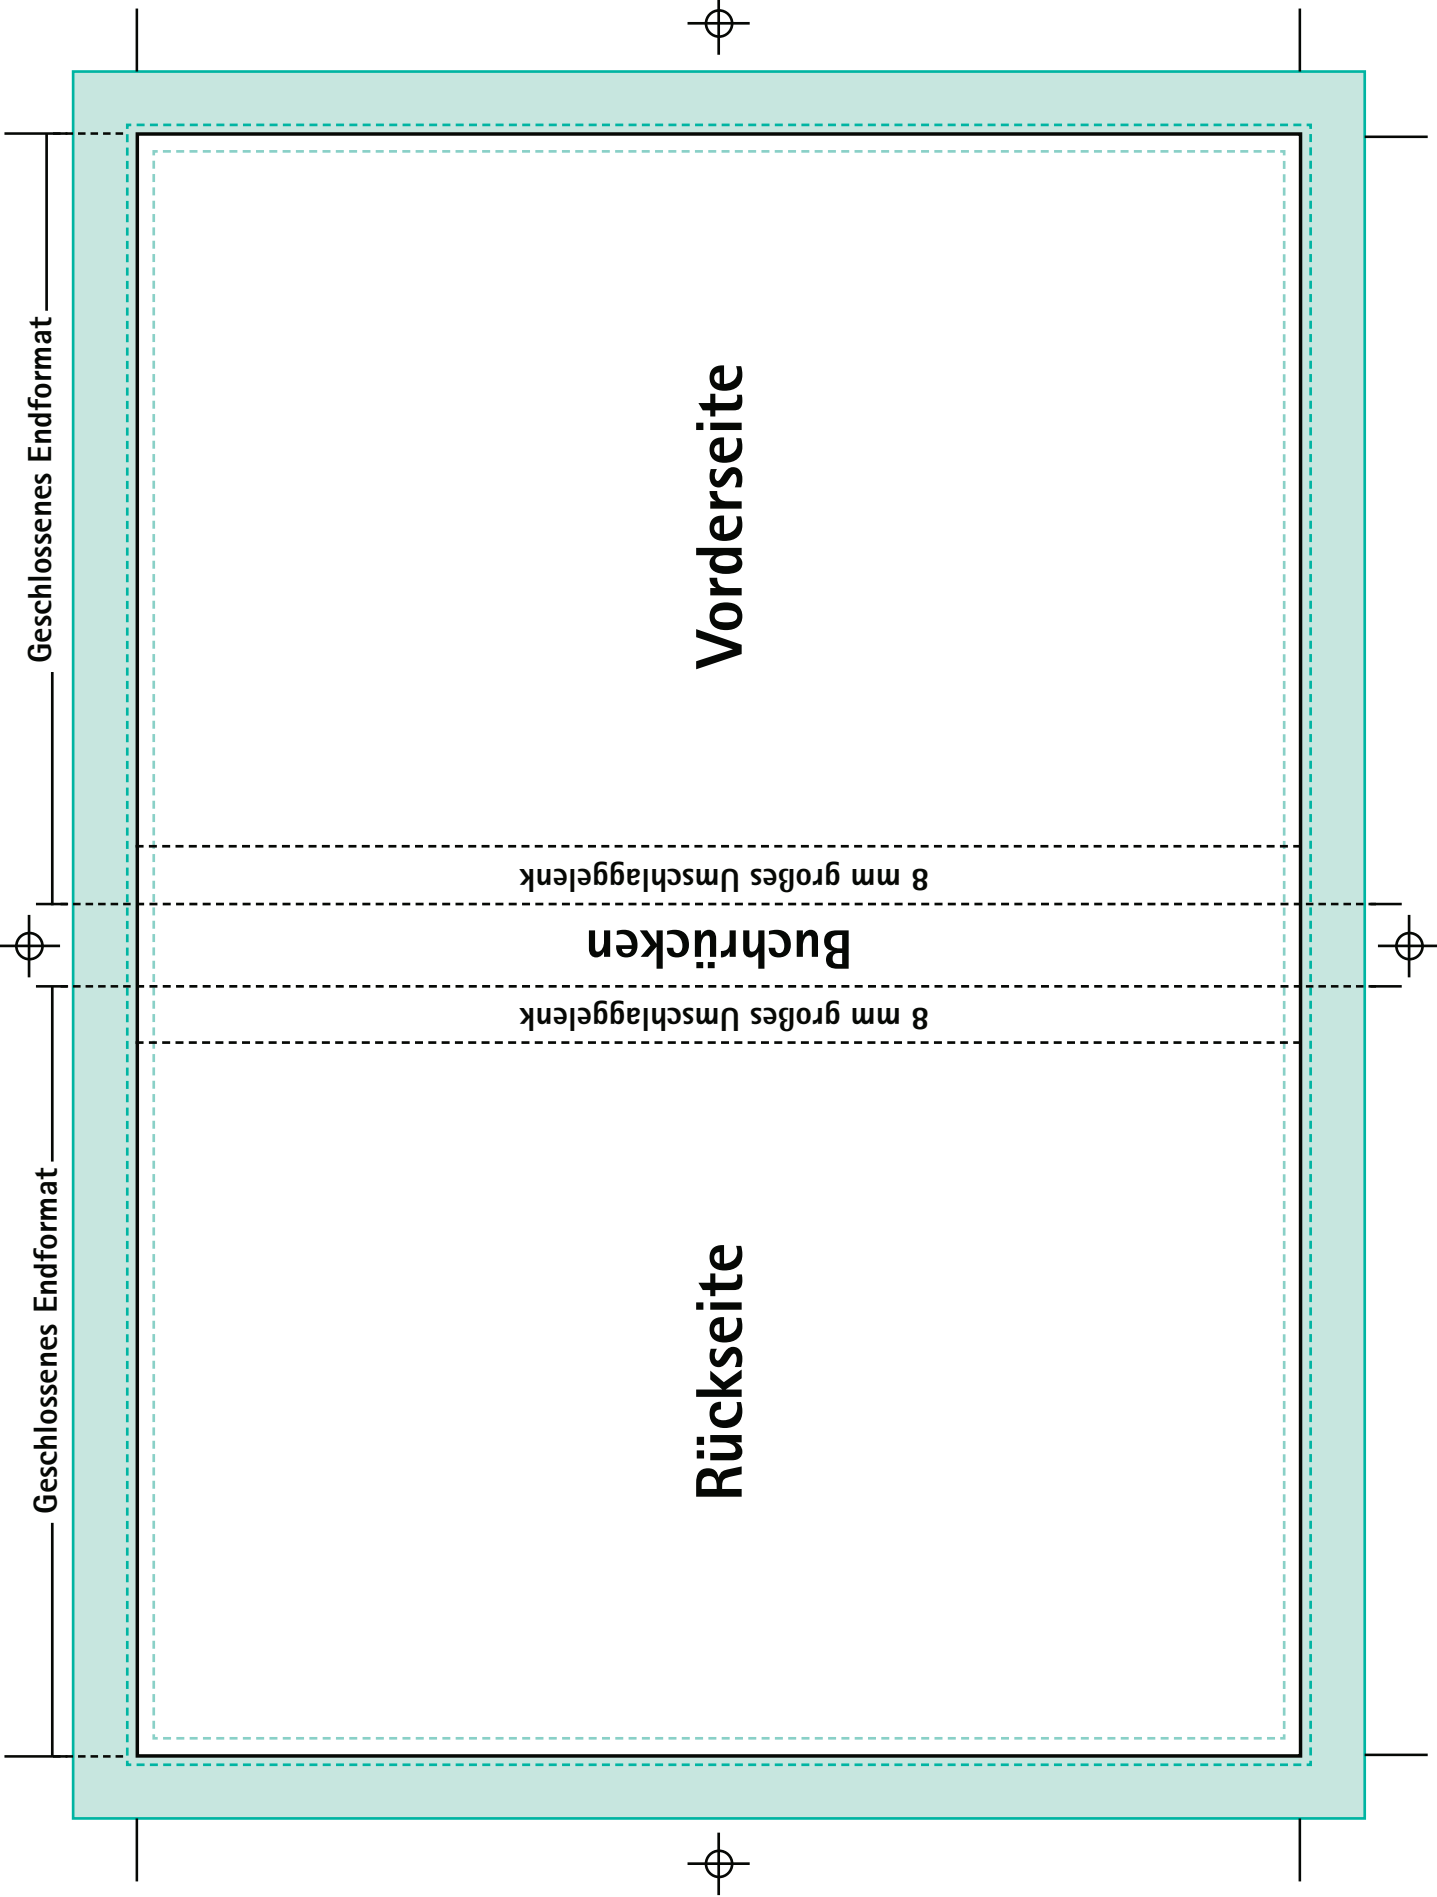 Geschlossenes Endformat
Vorderseite
8 mm großes Umschlaggelenk
Buchrücken
8 mm großes Umschlaggelenk
Geschlossenes Endformat
Rückseite